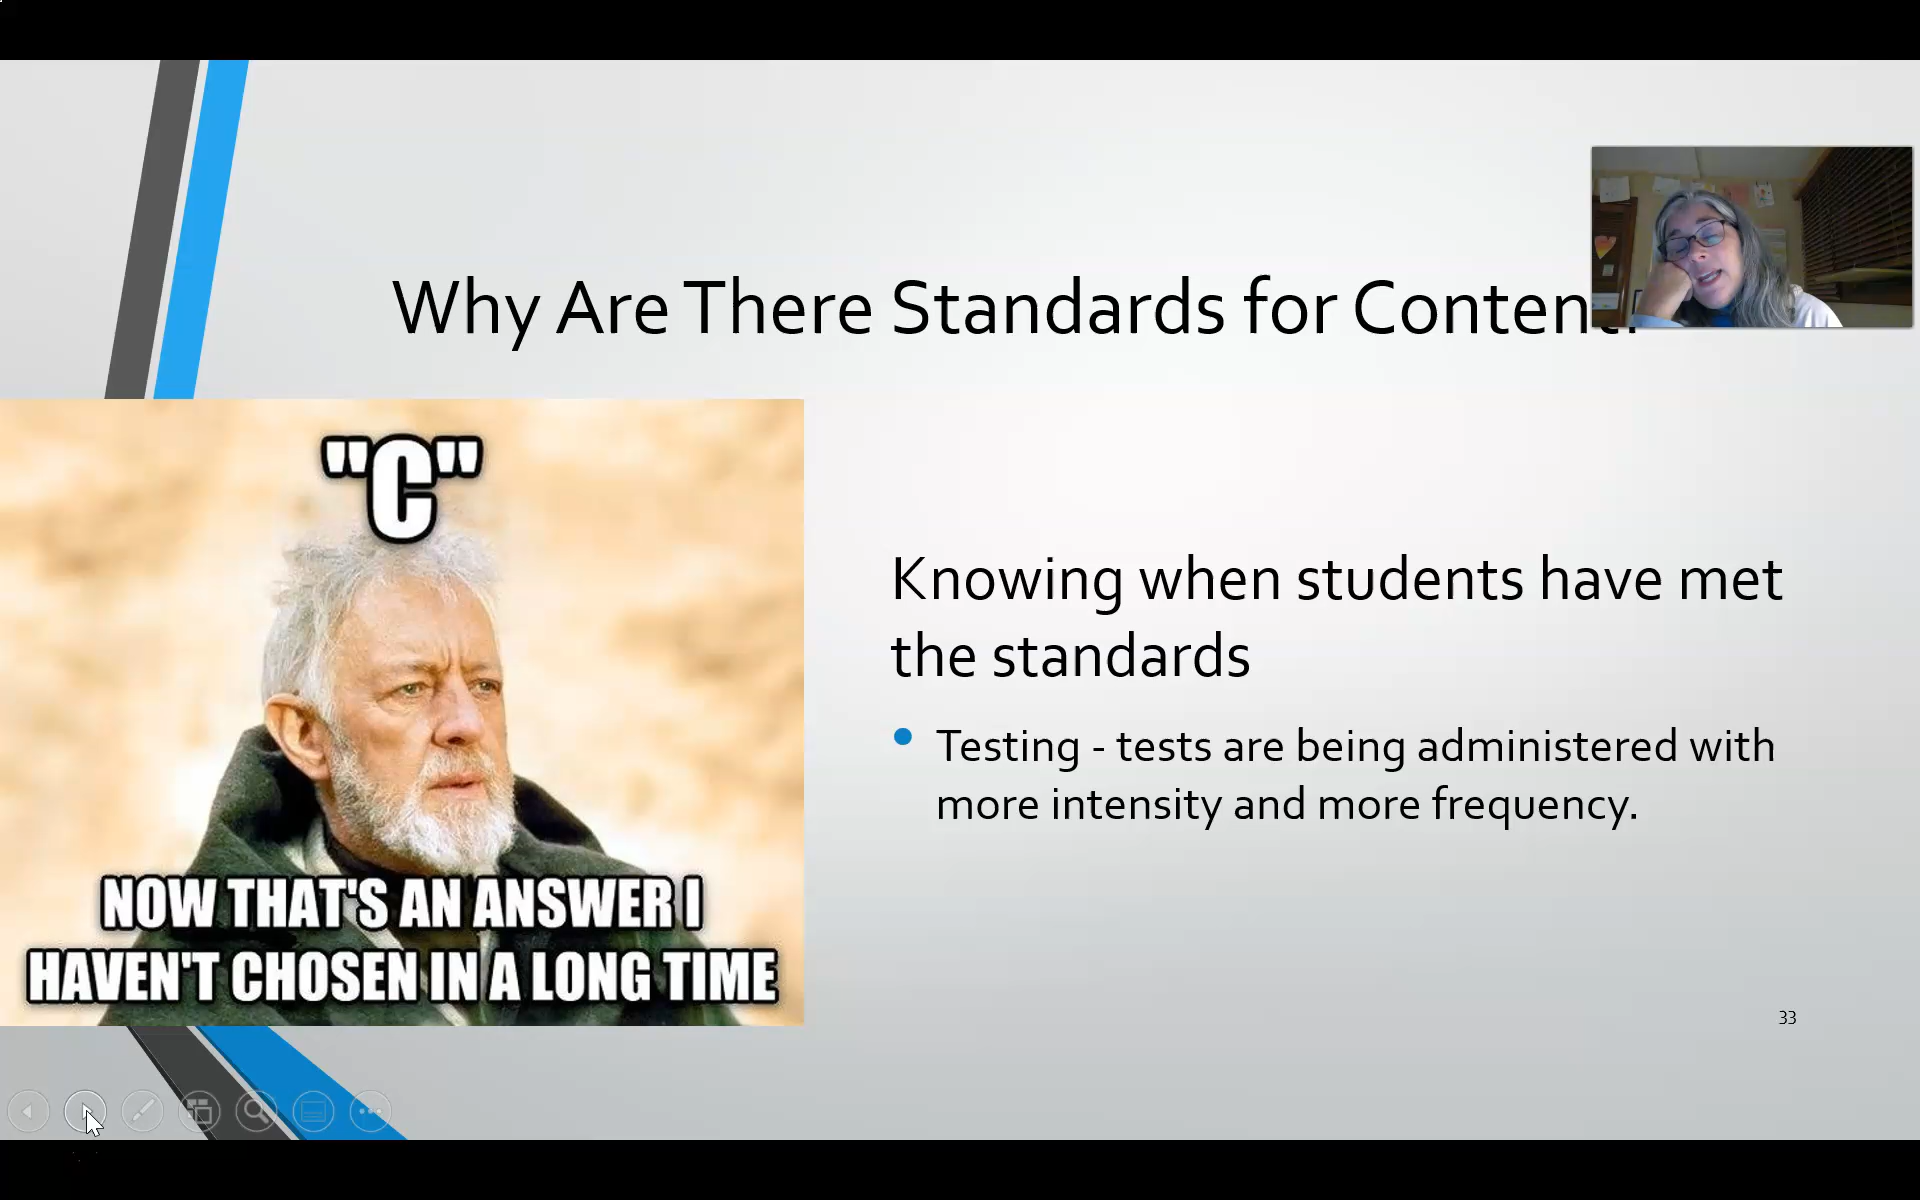 Why Are There Standards for Content
"C"
NOW THAT'S AN ANSWER I
HAVEN'T CHOSEN IN A LONG TIME
Knowing when students have met
the standards
Testing - tests are being administered with
more intensity and more frequency.
33